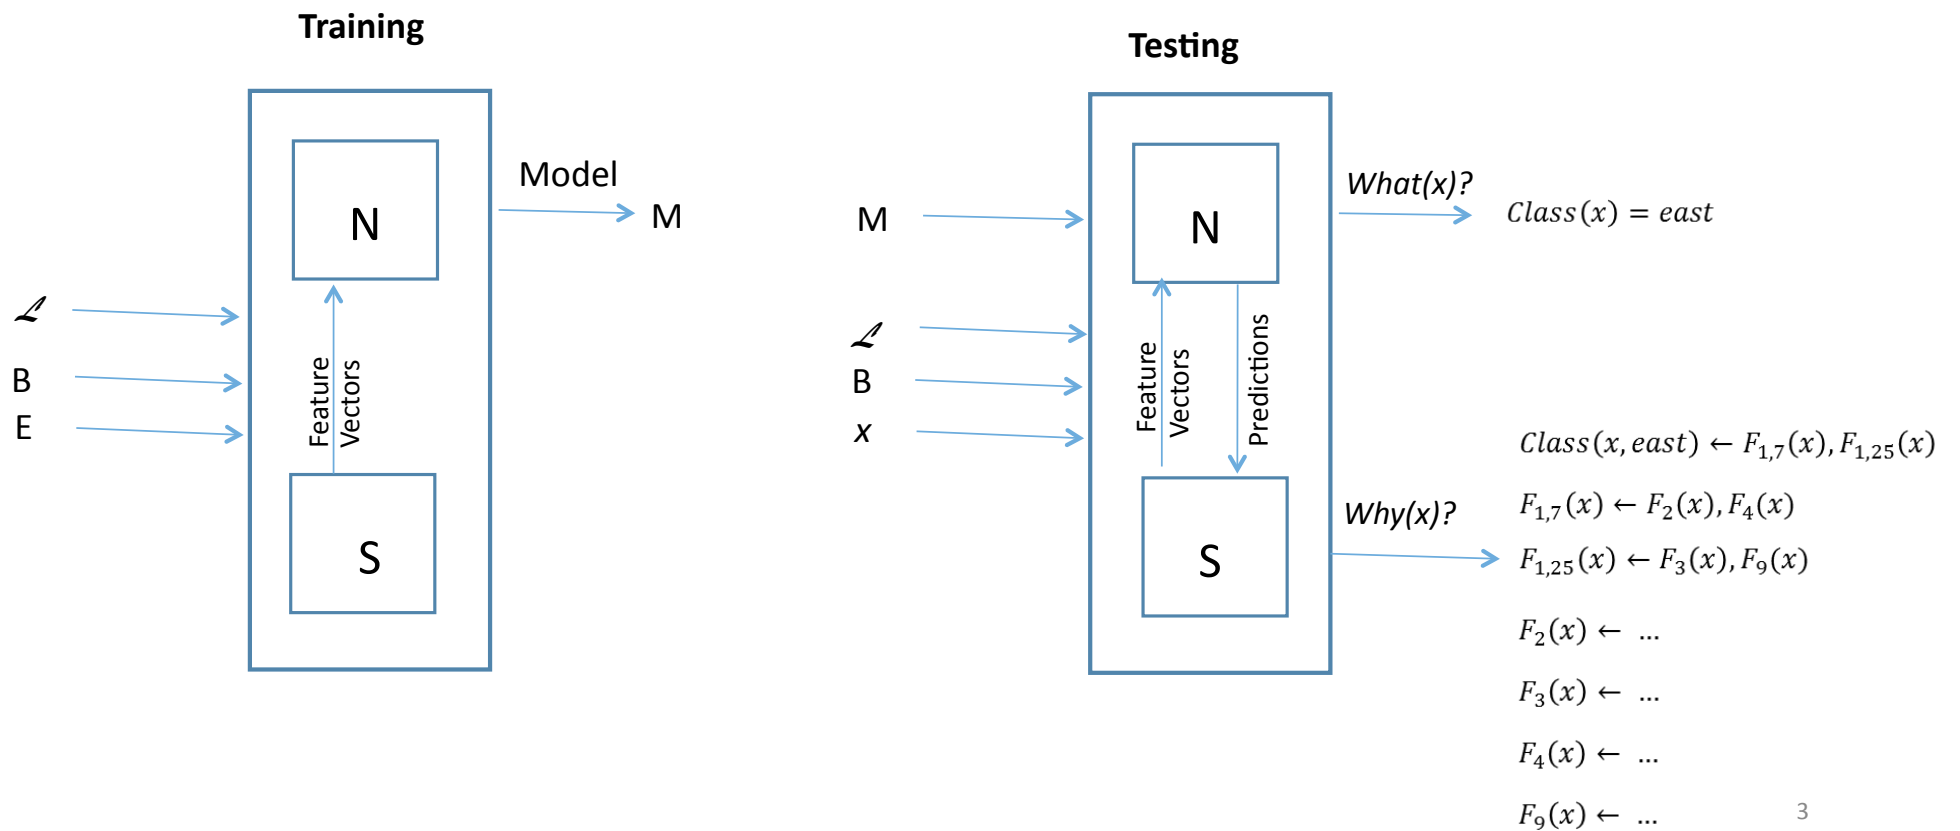 Training
N
Model
M
ℒ
B
E
Feature
Vectors
S
Testing
M
ℒ
B
x
N
Feature
Vectors
Predictions
S
What(x)?
Class(x) = east
Why(x)?
Class(x, east) ← F₁,₇(x), F₁,₂₅(x)
F₁,₇(x) ← F₂(x), F₄(x)
F₁,₂₅(x) ← F₃(x), F₉(x)
F₂(x) ← ...
F₃(x) ← ...
F₄(x) ← ...
F₉(x) ← ...
3